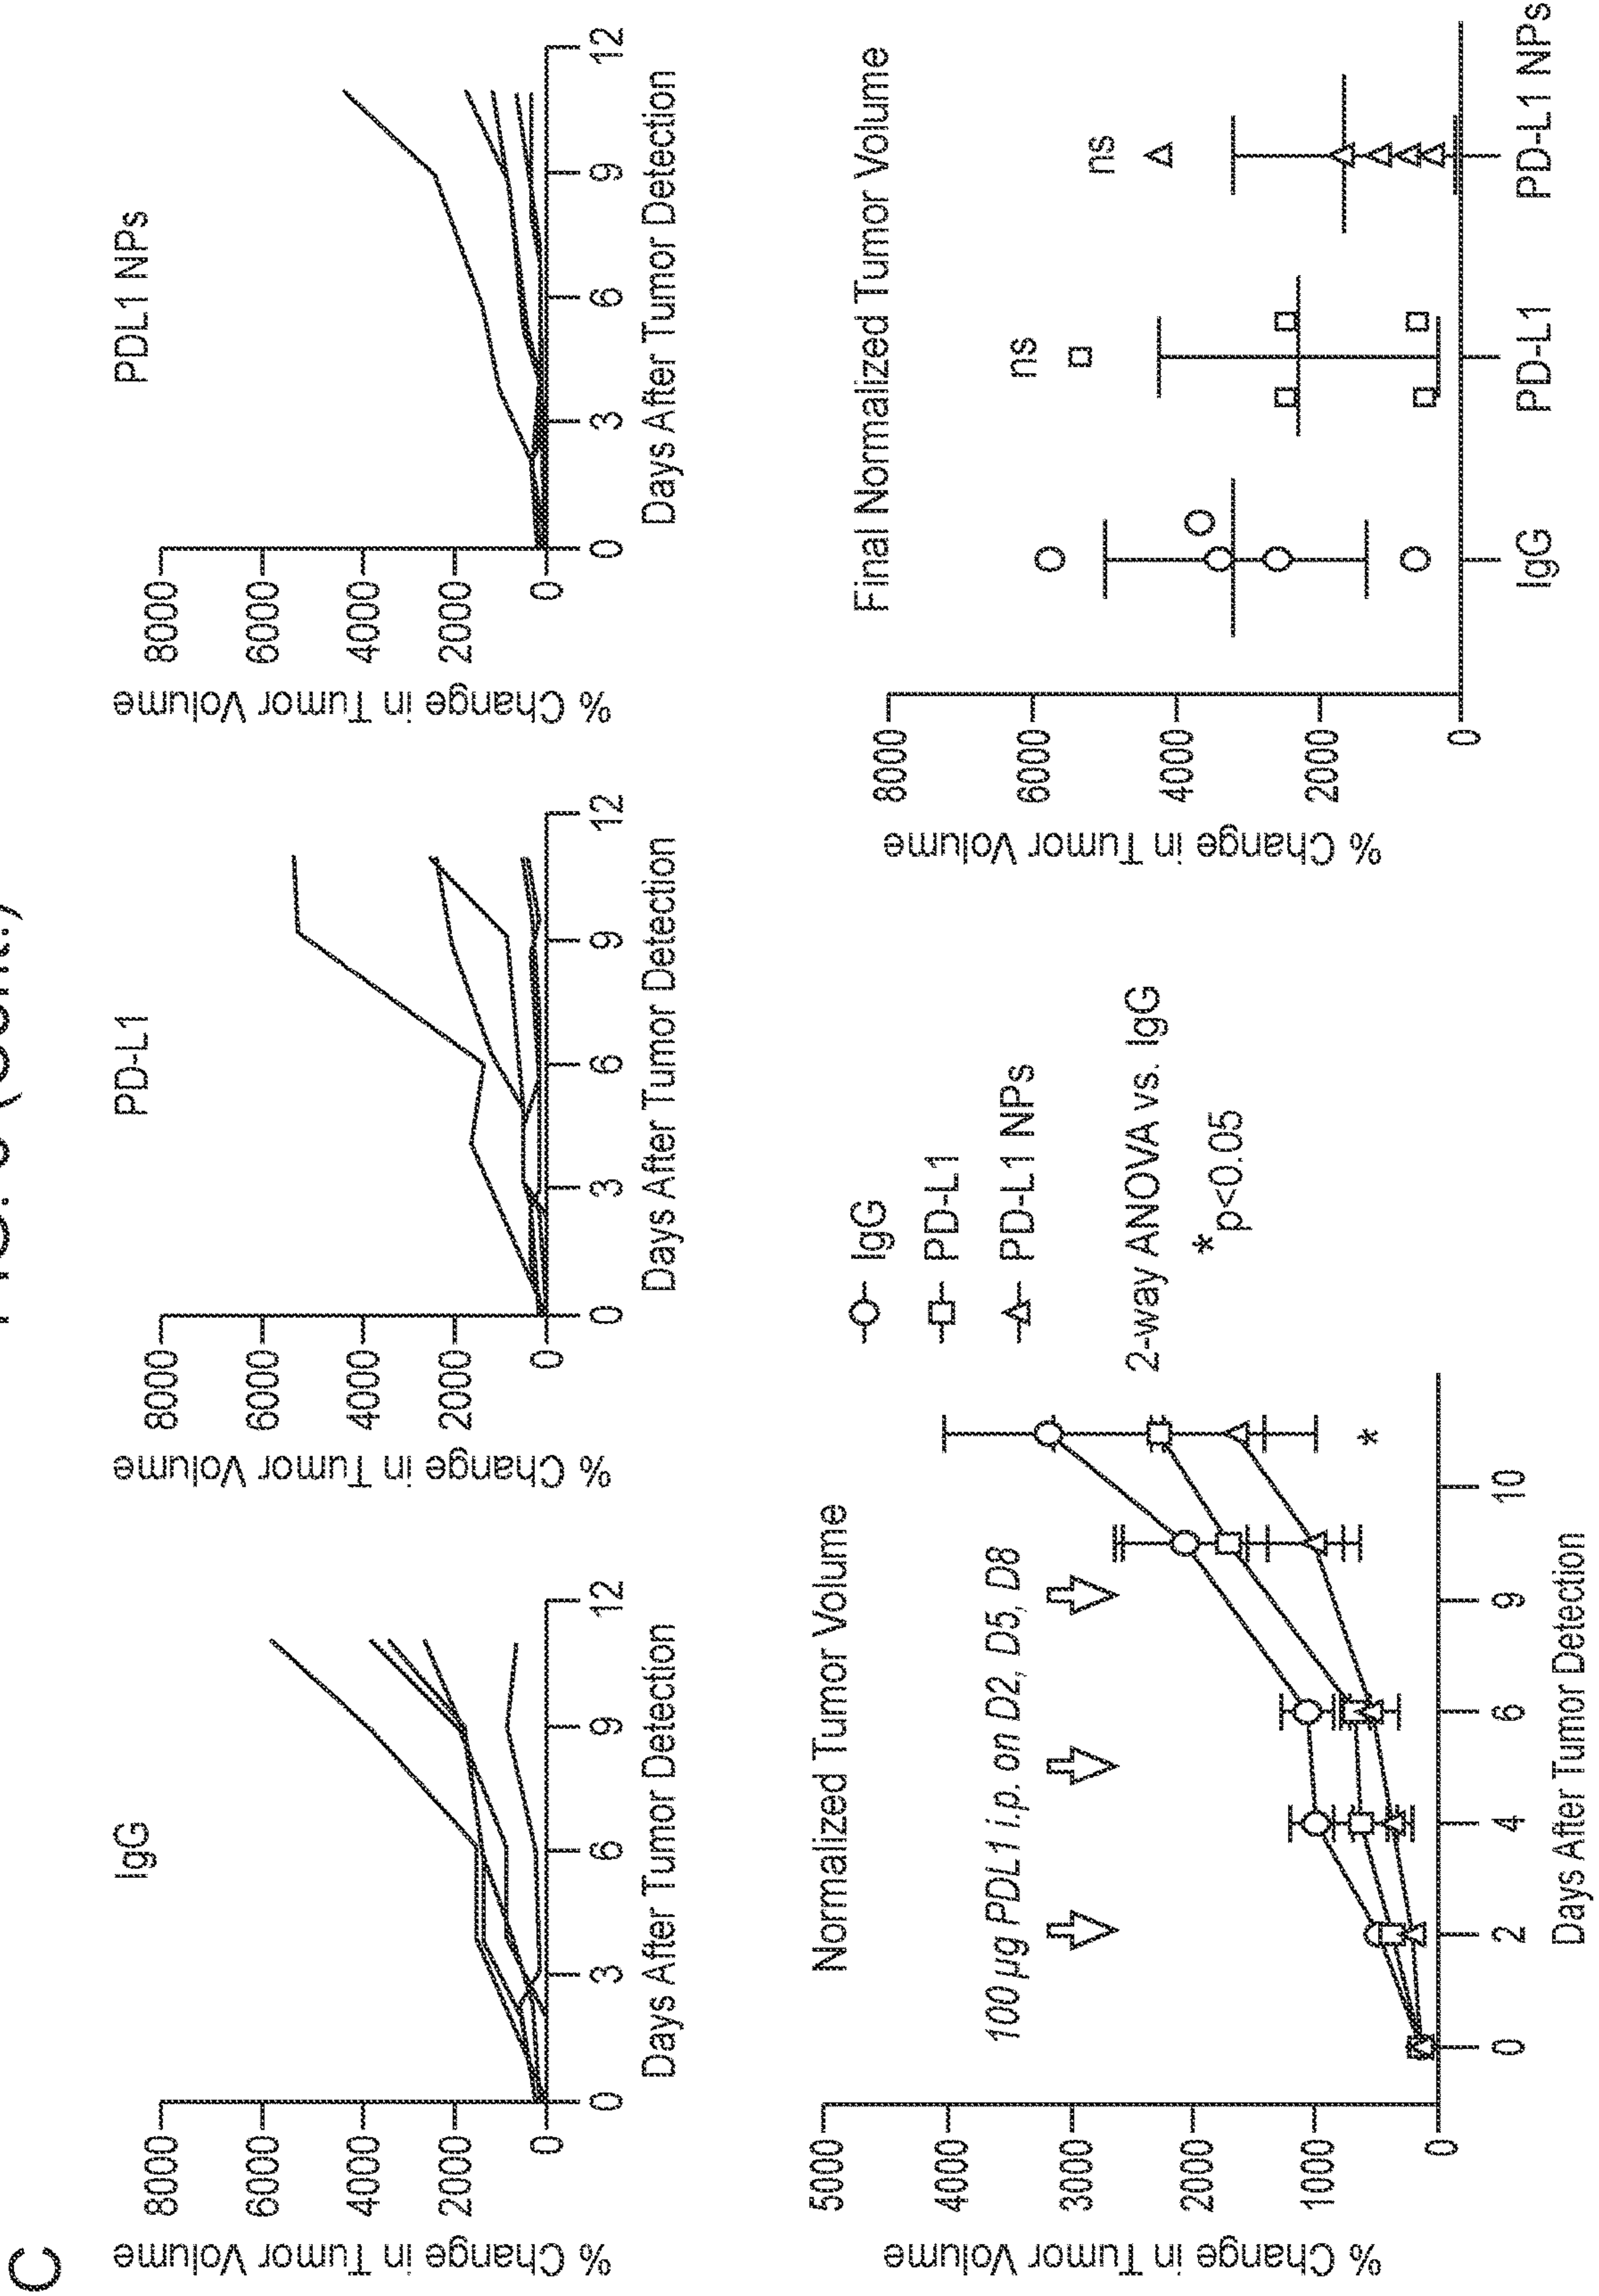 C
IgG
% Change in Tumor Volume
8000
6000
4000
2000
0
0
3
6
9
12
Days After Tumor Detection
PD-L1
% Change in Tumor Volume
8000
6000
4000
2000
0
0
3
6
9
12
Days After Tumor Detection
PDL1 NPs
% Change in Tumor Volume
8000
6000
4000
2000
0
0
3
6
9
12
Days After Tumor Detection
Normalized Tumor Volume
100 µg PDL1 i.p. on D2, D5, D8
% Change in Tumor Volume
5000
4000
3000
2000
1000
0
*
0
2
4
6
9
10
Days After Tumor Detection
IgG
PD-L1
PD-L1 NPs
2-way ANOVA vs. IgG
* p<0.05
Final Normalized Tumor Volume
% Change in Tumor Volume
8000
6000
4000
2000
0
ns
ns
IgG
PD-L1
PD-L1 NPs